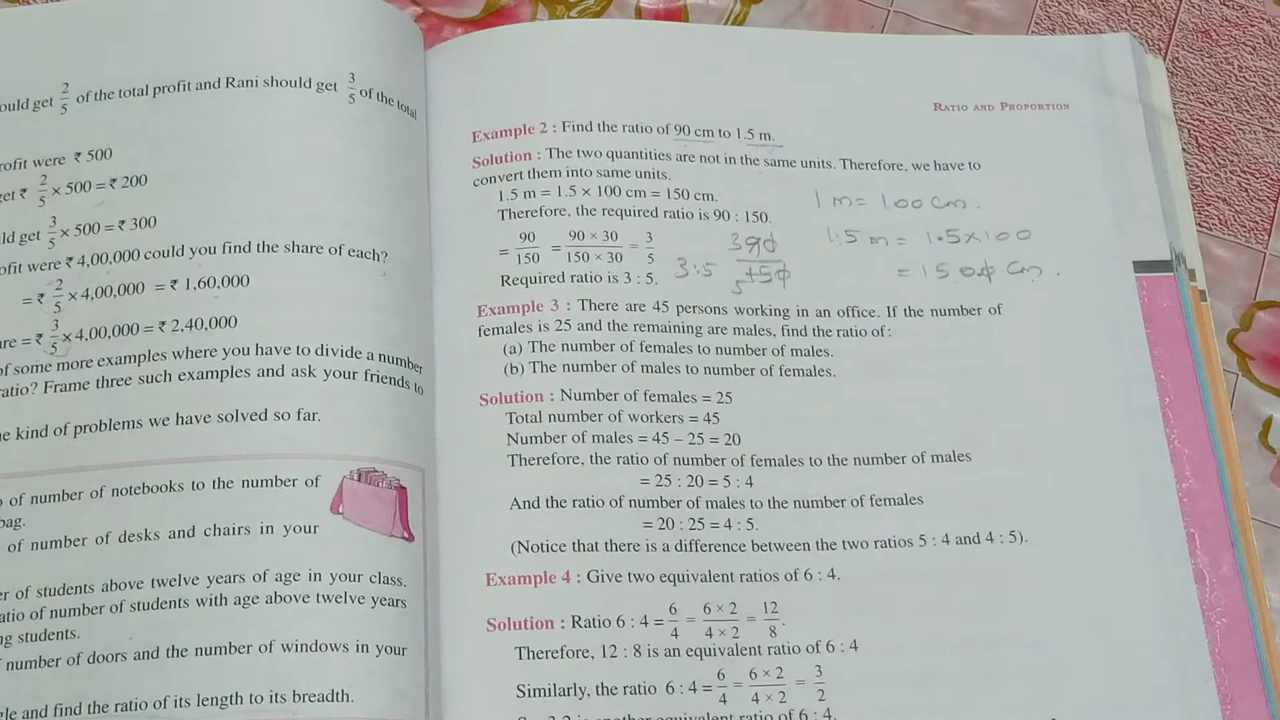 ould get 2/5 of the total profit and Rani should get 3/5 of the total
rofit were ₹ 500
get ₹ 2/5 × 500 = ₹ 200
ld get 3/5 × 500 = ₹ 300
ofit were ₹ 4,00,000 could you find the share of each?
= ₹ 2/5 × 4,00,000 = ₹ 1,60,000
are = ₹ 3/5 × 4,00,000 = ₹ 2,40,000
of some more examples where you have to divide a number
atio? Frame three such examples and ask your friends to
e kind of problems we have solved so far.
of number of notebooks to the number of
bag.
of number of desks and chairs in your
er of students above twelve years of age in your class.
atio of number of students with age above twelve years
ng students.
number of doors and the number of windows in your
gle and find the ratio of its length to its breadth.
RATIO AND PROPORTION
Example 2 : Find the ratio of 90 cm to 1.5 m.
Solution : The two quantities are not in the same units. Therefore, we have to
convert them into same units.
1.5 m = 1.5 × 100 cm = 150 cm.
Therefore, the required ratio is 90 : 150.
= 90/150 = 90 × 30/150 × 30 = 3/5
Required ratio is 3 : 5.
1 m = 100 cm.
1.5 m = 1.5×100
= 150 cm.
3:5
Example 3 : There are 45 persons working in an office. If the number of
females is 25 and the remaining are males, find the ratio of :
(a) The number of females to number of males.
(b) The number of males to number of females.
Solution : Number of females = 25
Total number of workers = 45
Number of males = 45 – 25 = 20
Therefore, the ratio of number of females to the number of males
= 25 : 20 = 5 : 4
And the ratio of number of males to the number of females
= 20 : 25 = 4 : 5.
(Notice that there is a difference between the two ratios 5 : 4 and 4 : 5).
Example 4 : Give two equivalent ratios of 6 : 4.
Solution : Ratio 6 : 4 = 6/4 = 6 × 2/4 × 2 = 12/8.
Therefore, 12 : 8 is an equivalent ratio of 6 : 4
Similarly, the ratio 6 : 4 = 6/4 = 6 × 2/4 × 2 = 3/2
another equivalent ratio of 6 : 4.